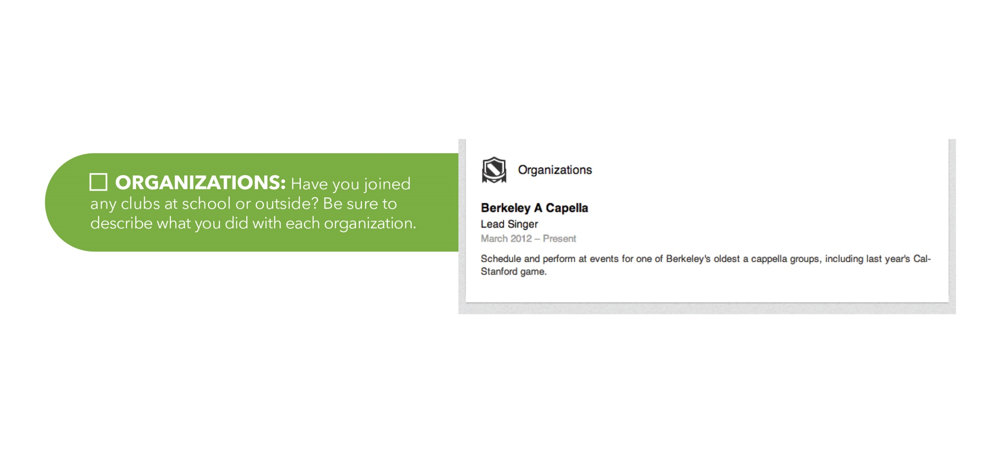 ORGANIZATIONS: Have you joined
any clubs at school or outside? Be sure to
describe what you did with each organization.
Organizations
Berkeley A Capella
Lead Singer
March 2012 – Present
Schedule and perform at events for one of Berkeley's oldest a cappella groups, including last year's Cal-
Stanford game.